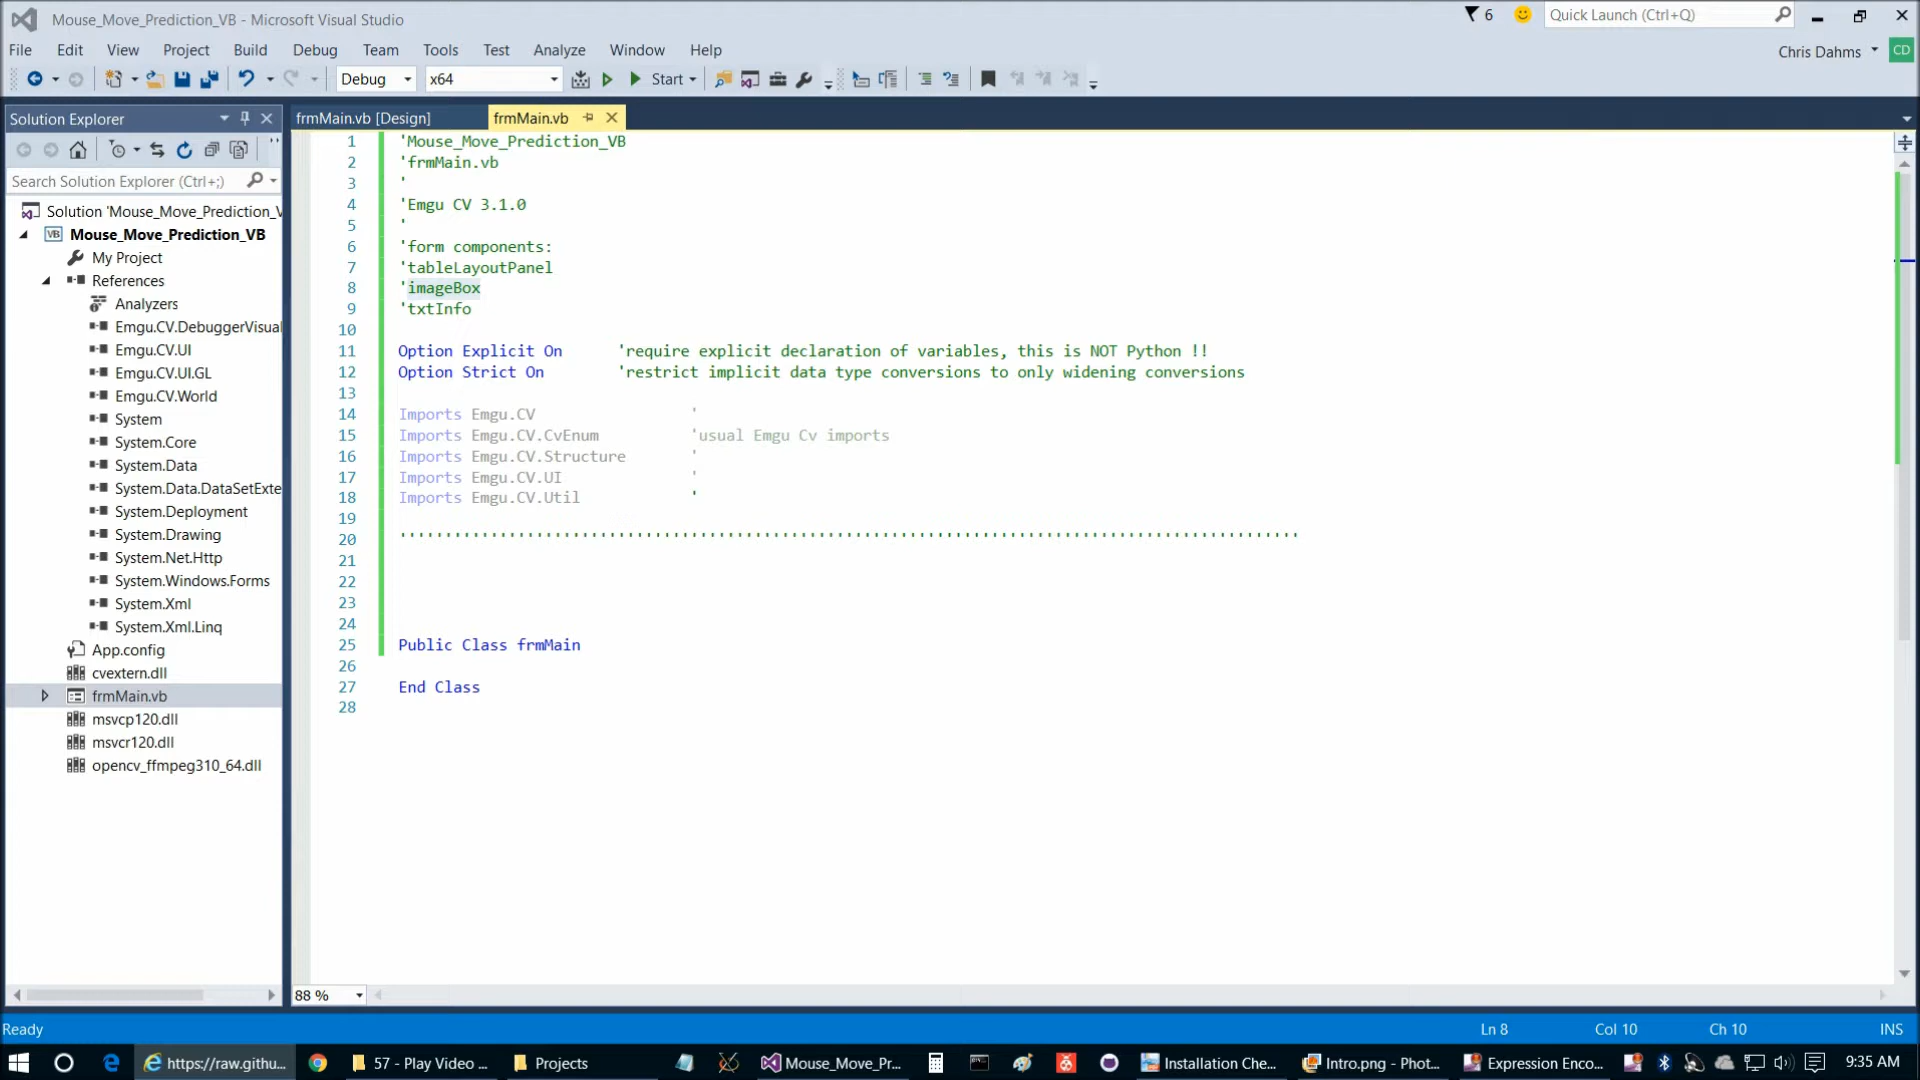 Mouse_Move_Prediction_VB - Microsoft Visual Studio
6
Quick Launch (Ctrl+Q)
File Edit View Project Build Debug Team Tools Test Analyze Window Help
Chris Dahms
CD
Debug
x64
Start
Solution Explorer
frmMain.vb [Design]
frmMain.vb
Search Solution Explorer (Ctrl+;)
Solution 'Mouse_Move_Prediction_V
VB Mouse_Move_Prediction_VB
My Project
References
Analyzers
Emgu.CV.DebuggerVisual
Emgu.CV.UI
Emgu.CV.UI.GL
Emgu.CV.World
System
System.Core
System.Data
System.Data.DataSetExte
System.Deployment
System.Drawing
System.Net.Http
System.Windows.Forms
System.Xml
System.Xml.Linq
App.config
cvextern.dll
frmMain.vb
msvcp120.dll
msvcr120.dll
opencv_ffmpeg310_64.dll
1 'Mouse_Move_Prediction_VB
2 'frmMain.vb
3 '
4 'Emgu CV 3.1.0
5 '
6 'form components:
7 'tableLayoutPanel
8 'imageBox
9 'txtInfo
10
11 Option Explicit On 'require explicit declaration of variables, this is NOT Python !!
12 Option Strict On 'restrict implicit data type conversions to only widening conversions
13
14 Imports Emgu.CV '
15 Imports Emgu.CV.CvEnum 'usual Emgu Cv imports
16 Imports Emgu.CV.Structure '
17 Imports Emgu.CV.UI '
18 Imports Emgu.CV.Util '
19
20 '''''''''''''''''''''''''''''''''''''''''''''''''''''''''''''''''''''''''''''''''''''''''''''''''''
21
22
23
24
25 Public Class frmMain
26
27 End Class
28
88 %
Ready
Ln 8
Col 10
Ch 10
INS
https://raw.githu...
57 - Play Video ...
Projects
Mouse_Move_Pr...
Installation Che...
Intro.png - Phot...
Expression Enco...
9:35 AM